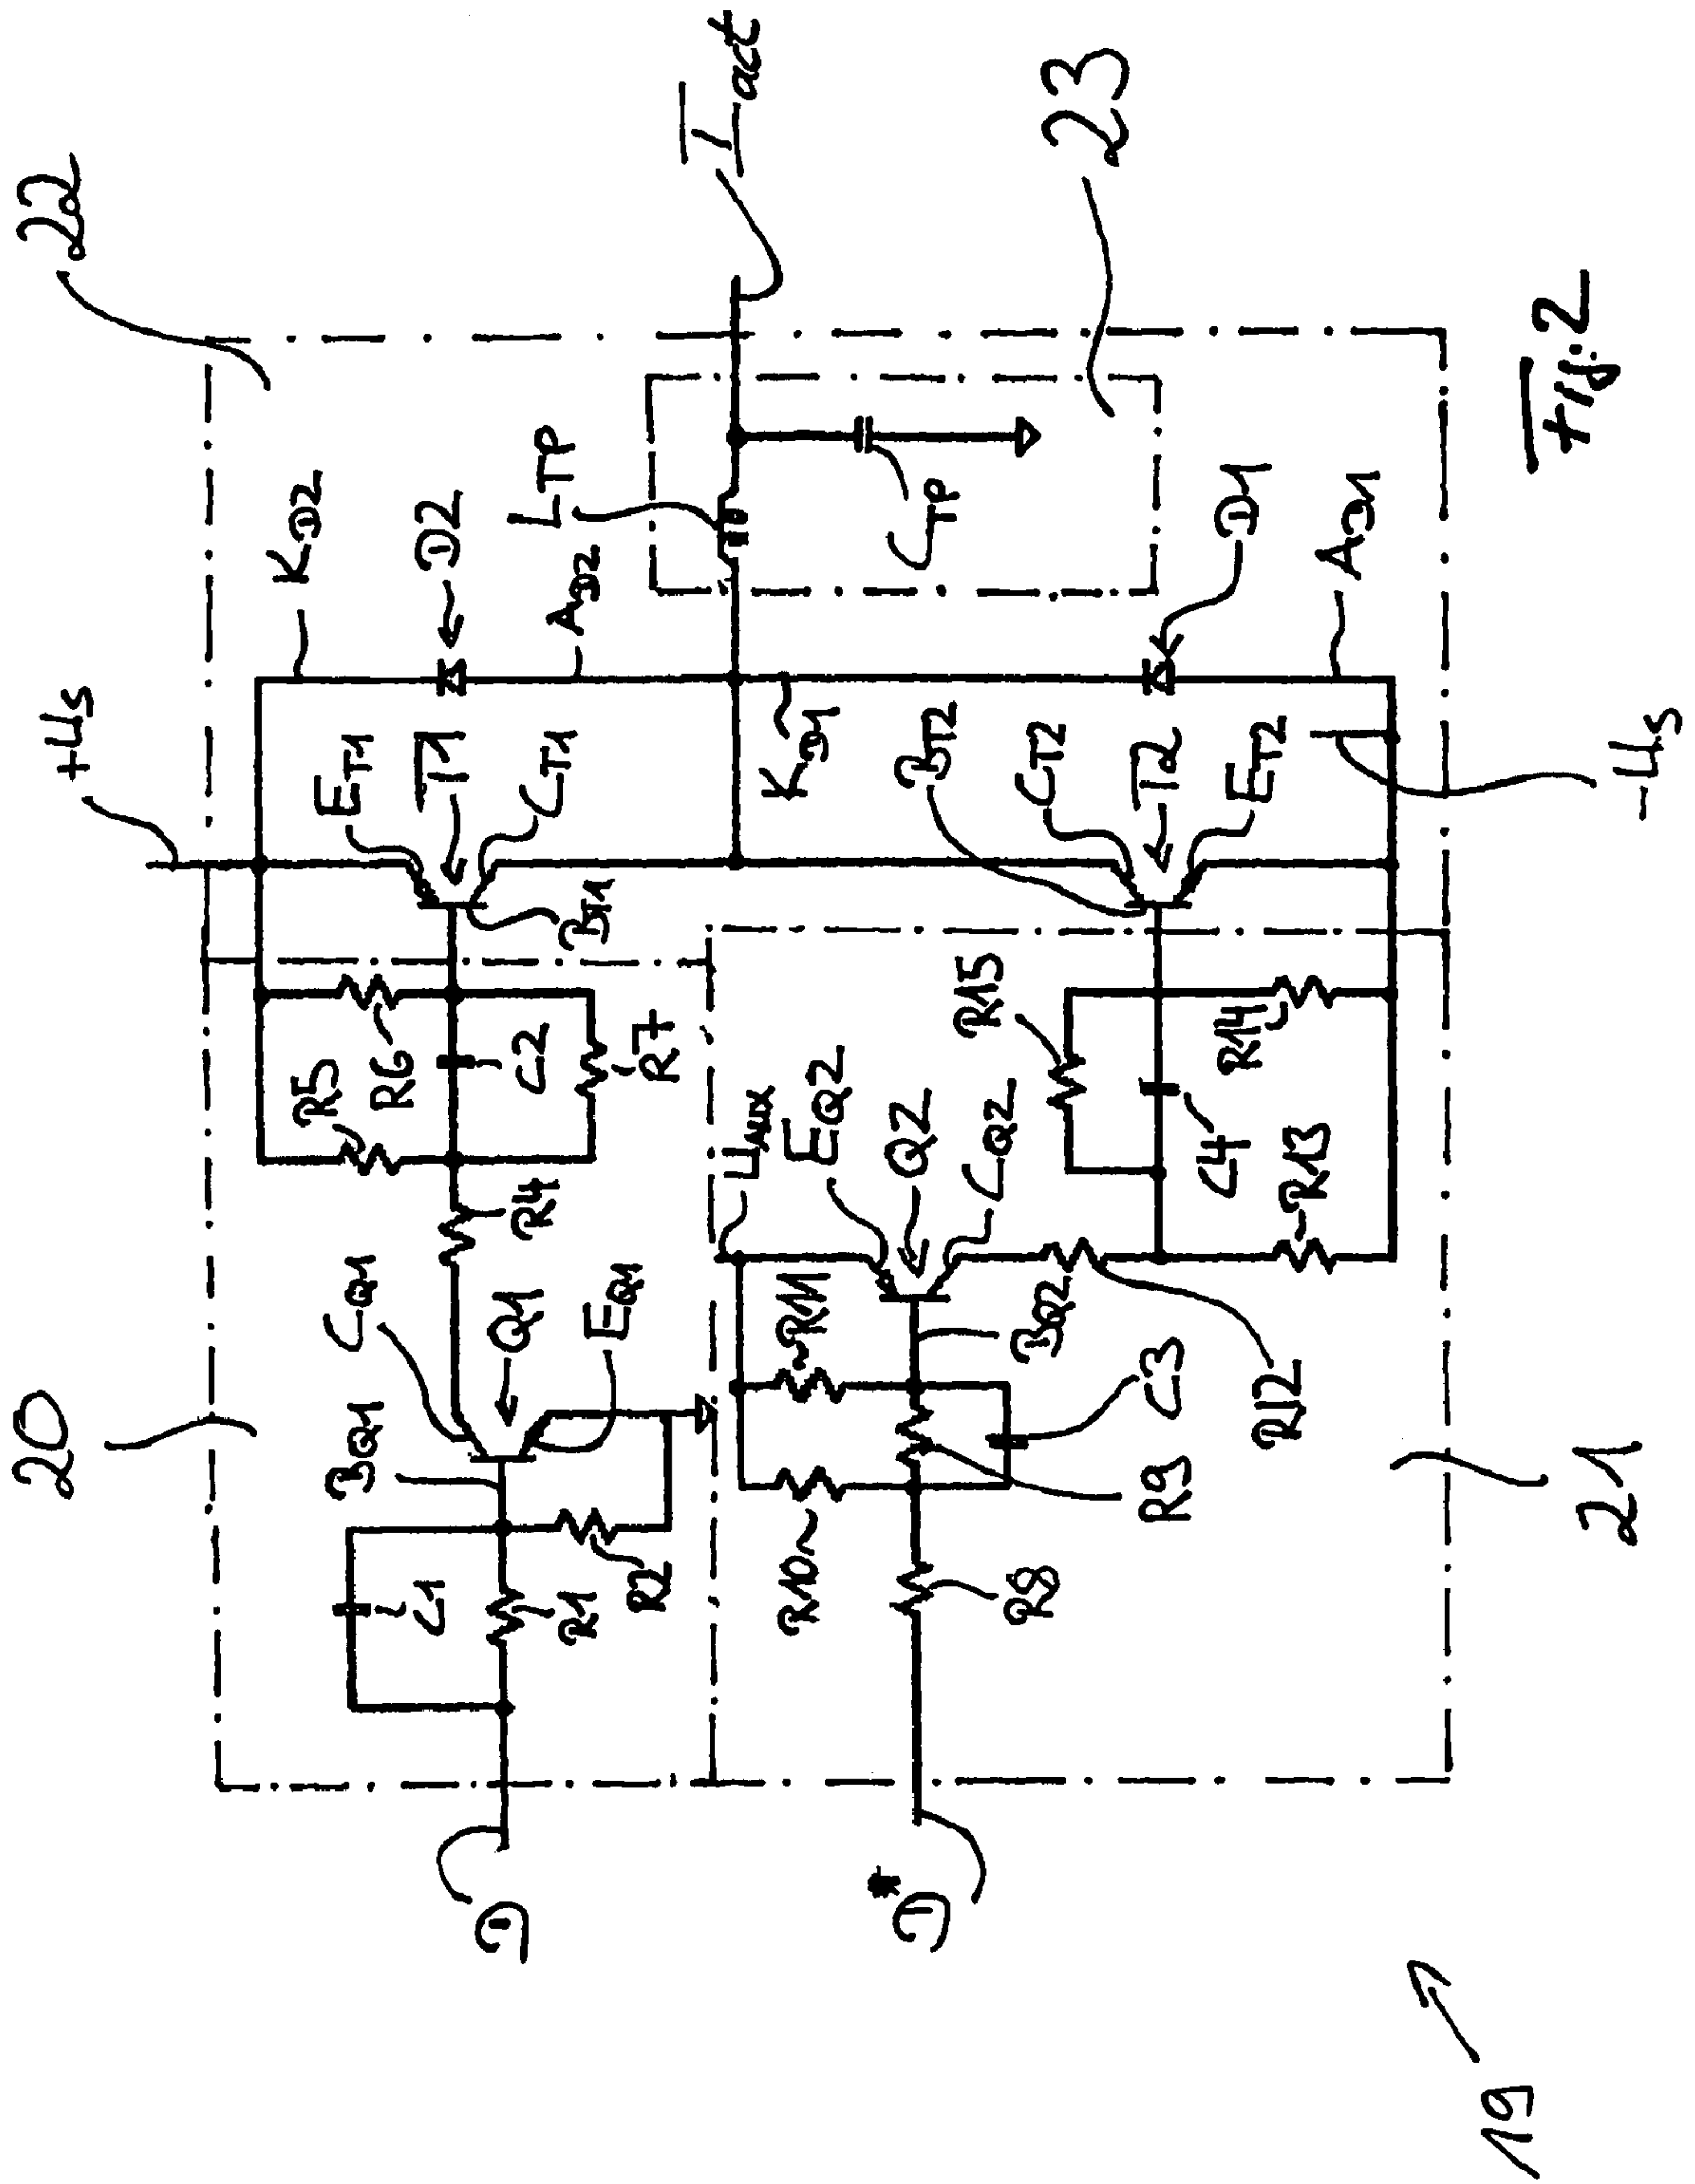 22
20
+Us
K_D2
D2
A_D2
L_TP
I_act
23
C_TP
D1
A_D1
E_T1
T1
C_T1
B_T1
K_D1
B_T2
C_T2
T2
E_T2
-Us
R5
R6
C2
R7
R4
C_Q1
Q1
E_Q1
B_Q1
C1
R1
R2
U_AUX
E_Q2
Q2
C_Q2
B_Q2
R11
R10
R9
R8
C3
R12
R15
R14
C4
R13
21
19
Fig. 2